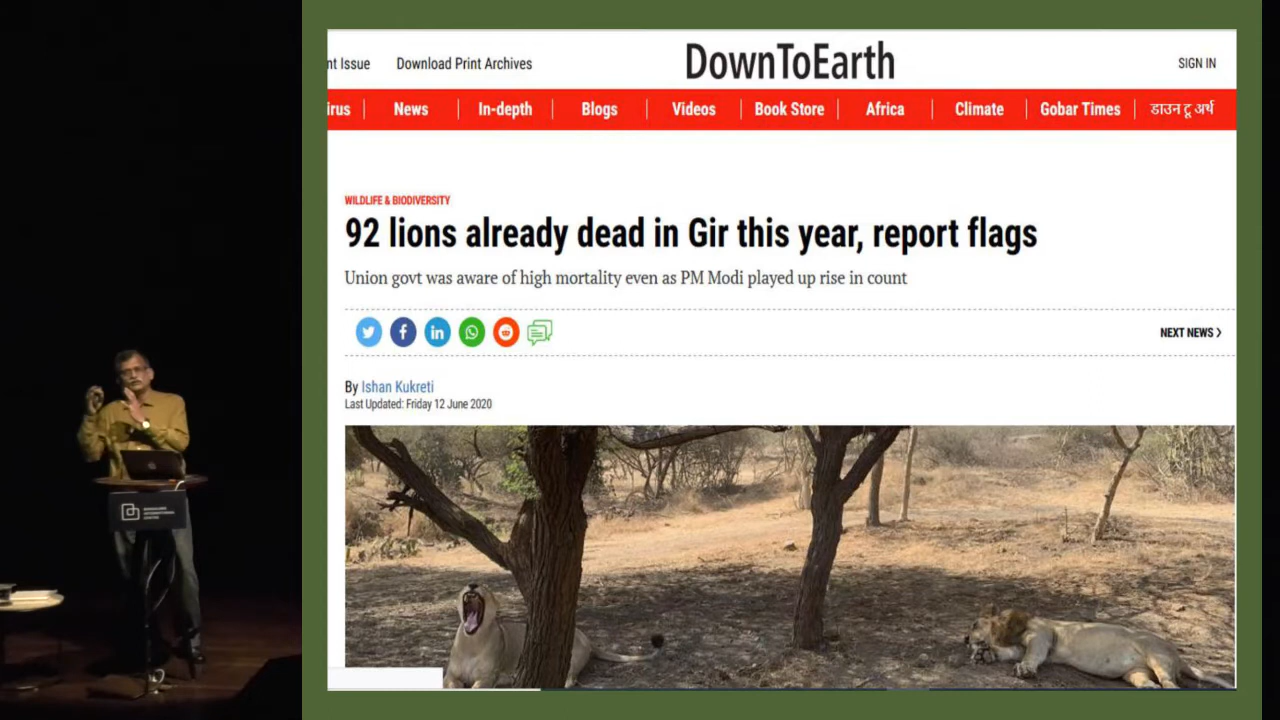 nt Issue
Download Print Archives
DownToEarth
SIGN IN
irus
News
In-depth
Blogs
Videos
Book Store
Africa
Climate
Gobar Times
डाउन टू अर्थ
WILDLIFE & BIODIVERSITY
92 lions already dead in Gir this year, report flags
Union govt was aware of high mortality even as PM Modi played up rise in count
NEXT NEWS
By Ishan Kukreti
Last Updated: Friday 12 June 2020
BANGALORE
INTERNATIONAL
CENTRE